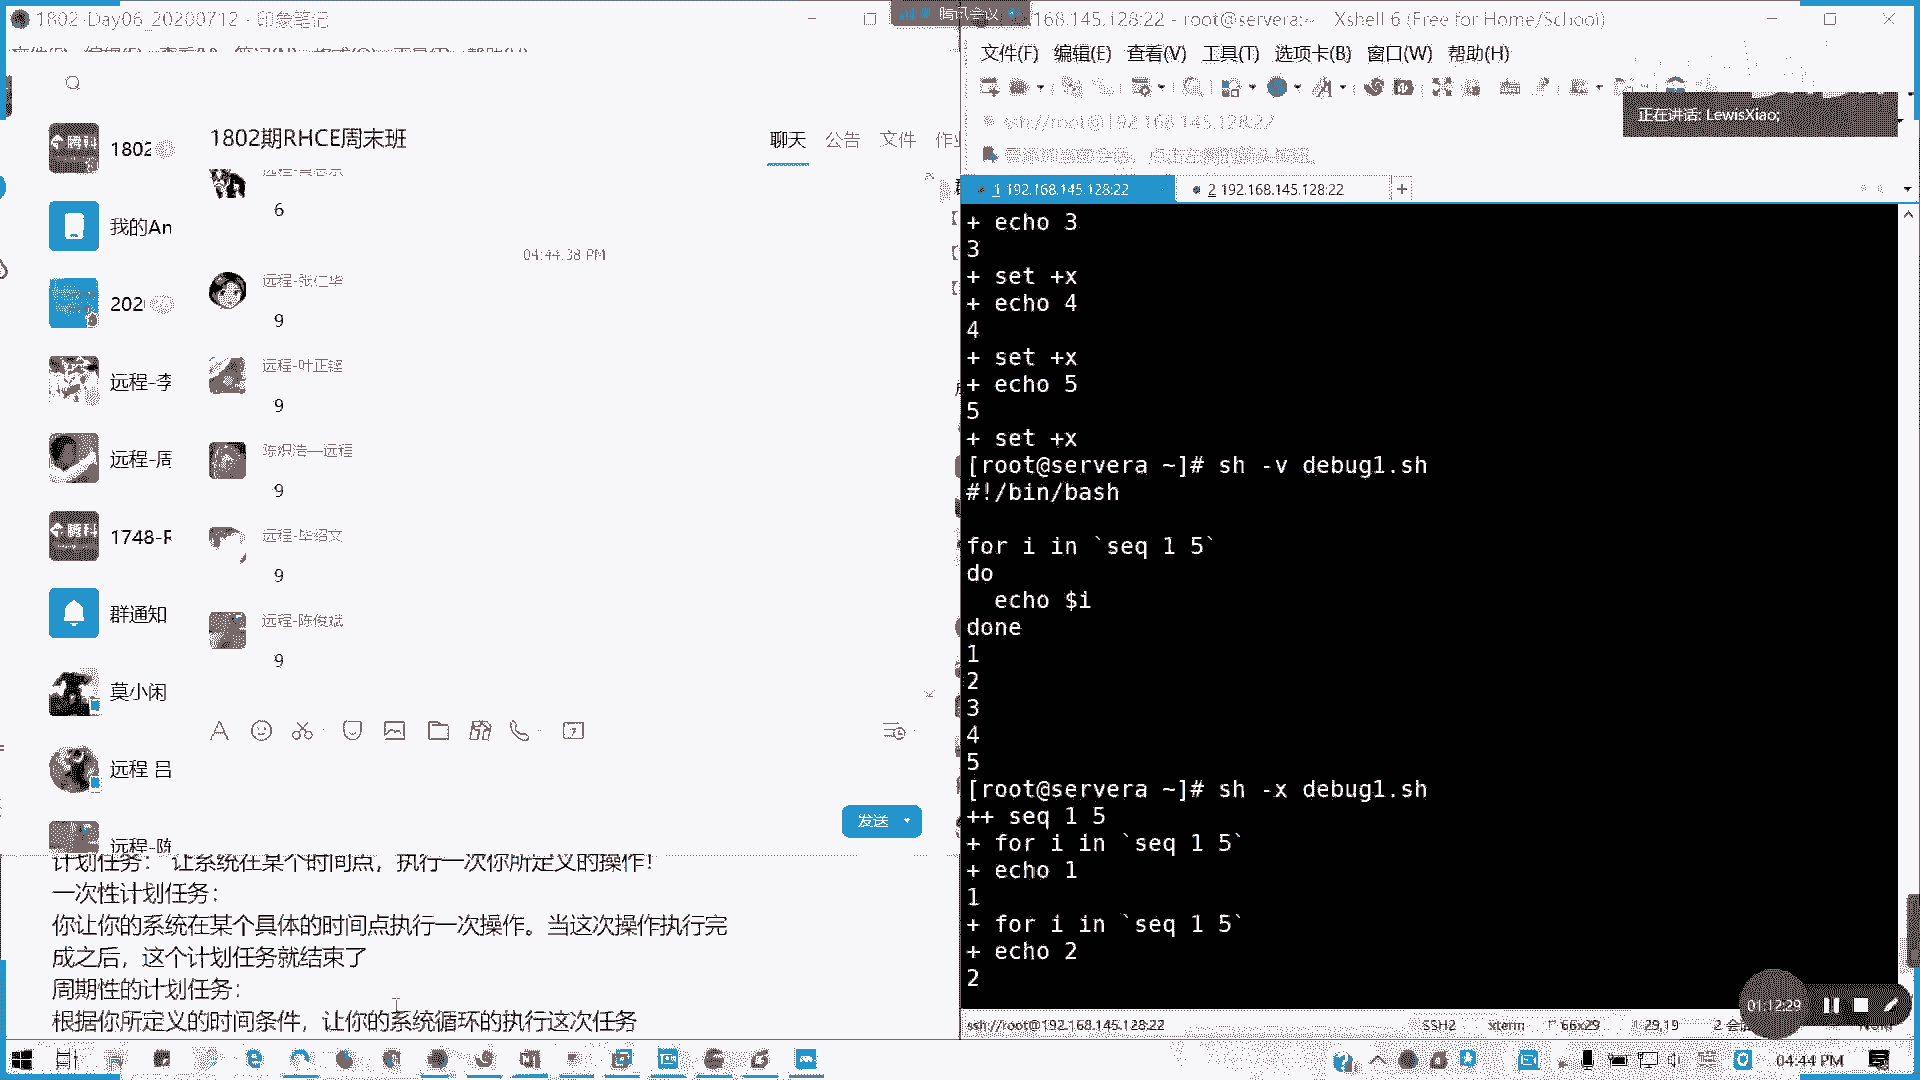 1802-Day06_20200712 - 印象笔记
腾讯会议
1802
我的An
202
远程-李
远程-周
1748-F
群通知
莫小闲
远程 吕
远程-陈
1802期RHCE周末班
聊天 公告 文件 作业
6
04:44:38 PM
远程-张仁华
9
远程-叶正铿
9
陈炽浩—远程
9
远程-毕绍文
9
远程-陈俊斌
9
发送
计划任务: 让系统在某个时间点，执行一次你所定义的操作!
一次性计划任务:
你让你的系统在某个具体的时间点执行一次操作。当这次操作执行完
成之后，这个计划任务就结束了
周期性的计划任务:
根据你所定义的时间条件，让你的系统循环的执行这次任务
192.168.145.128:22 - root@servera:~ - Xshell 6 (Free for Home/School)
文件(F) 编辑(E) 查看(V) 工具(T) 选项卡(B) 窗口(W) 帮助(H)
正在讲话: LewisXiao;
ssh://root@192.168.145.128:22
1 192.168.145.128:22
2 192.168.145.128:22
+ echo 3
3
+ set +x
+ echo 4
4
+ set +x
+ echo 5
5
+ set +x
[root@servera ~]# sh -v debug1.sh
#!/bin/bash
for i in `seq 1 5`
do
echo $i
done
1
2
3
4
5
[root@servera ~]# sh -x debug1.sh
++ seq 1 5
+ for i in `seq 1 5`
+ echo 1
1
+ for i in `seq 1 5`
+ echo 2
2
01:12:29
ssh://root@192.168.145.128:22
SSH2
xterm
66x29
29,19
04:44 PM